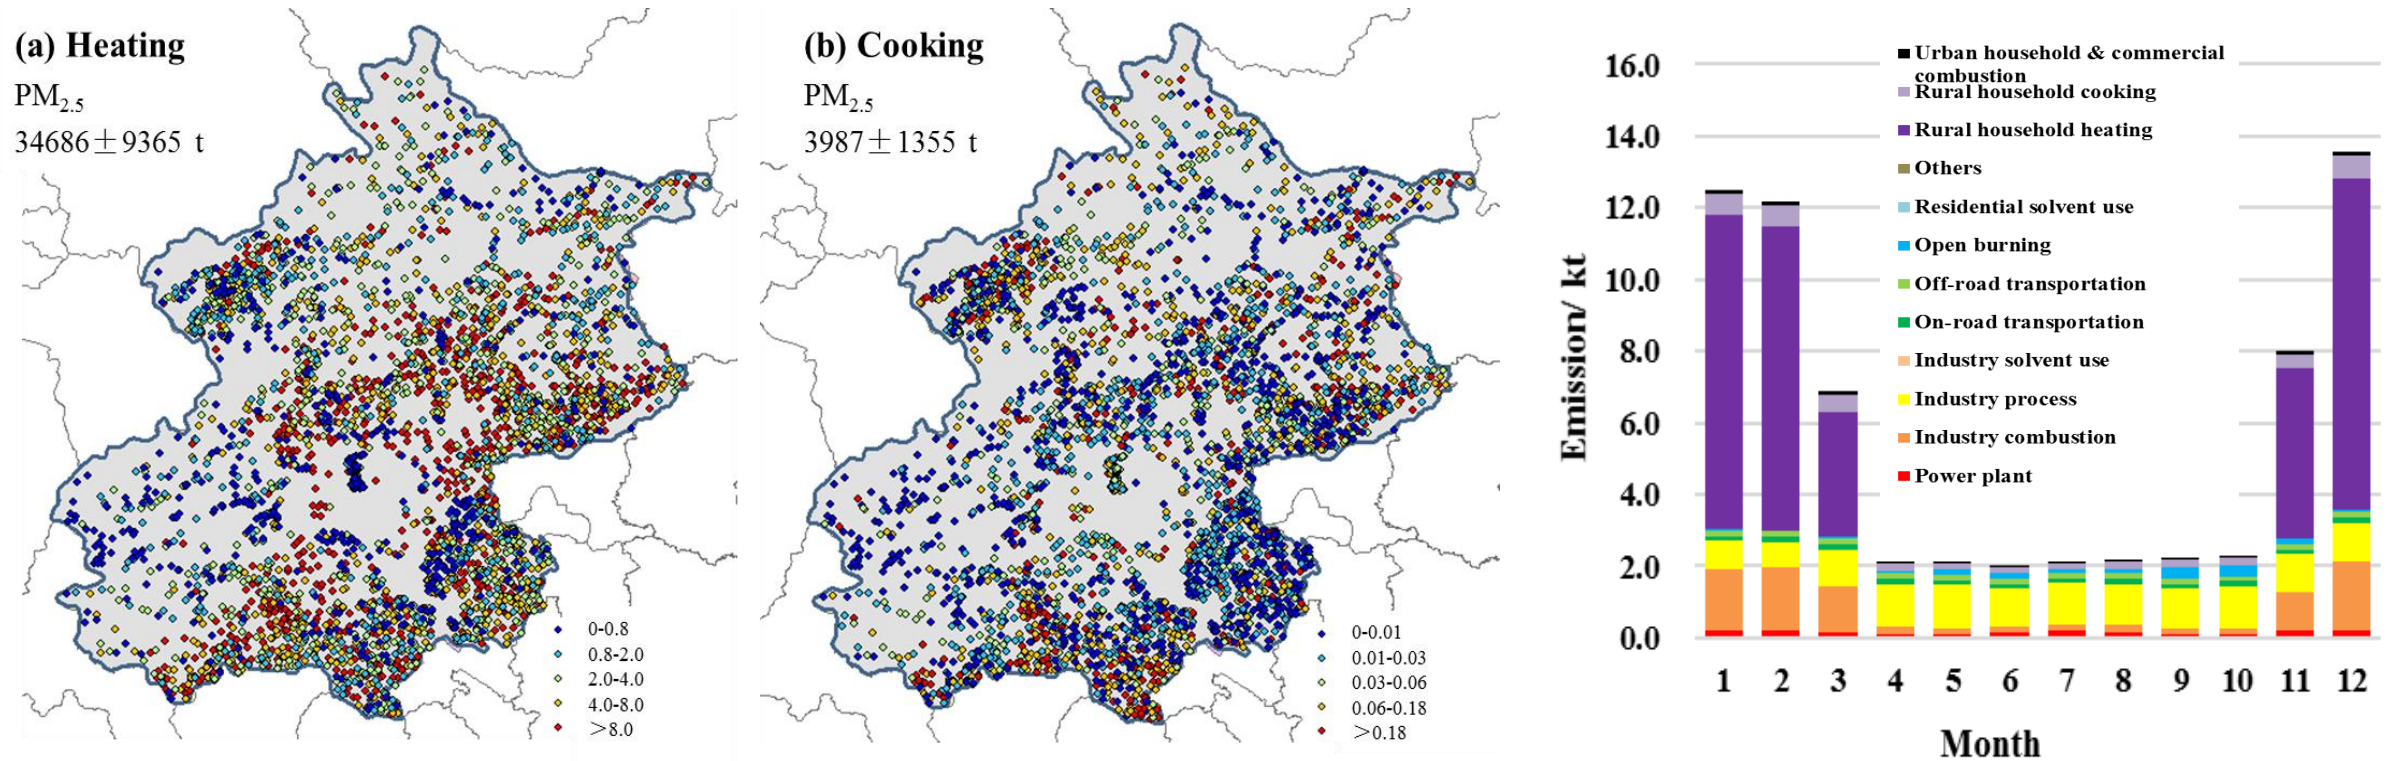 (a) Heating
PM2.5
34686±9365 t
0-0.8
0.8-2.0
2.0-4.0
4.0-8.0
>8.0
(b) Cooking
PM2.5
3987±1355 t
0-0.01
0.01-0.03
0.03-0.06
0.06-0.18
>0.18
Emission/ kt
16.0
14.0
12.0
10.0
8.0
6.0
4.0
2.0
0.0
Urban household & commercial
combustion
Rural household cooking
Rural household heating
Others
Residential solvent use
Open burning
Off-road transportation
On-road transportation
Industry solvent use
Industry process
Industry combustion
Power plant
1 2 3 4 5 6 7 8 9 10 11 12
Month